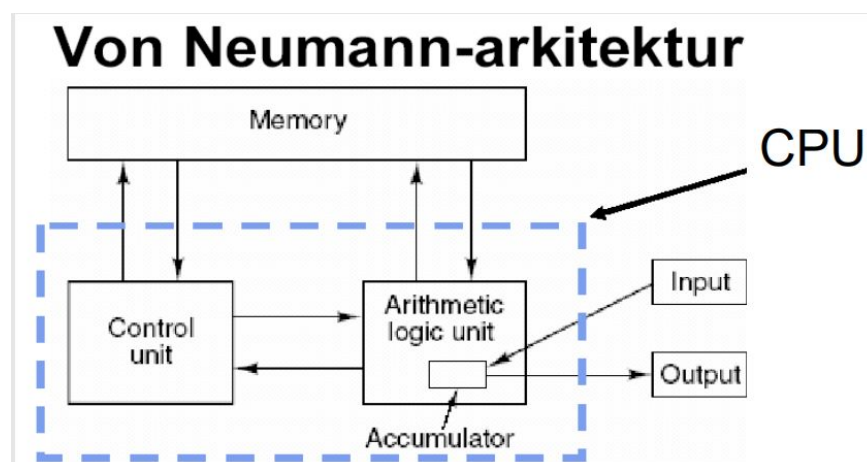 Von Neumann-arkitektur
Memory
CPU
Control
unit
Arithmetic
logic unit
Input
Output
Accumulator